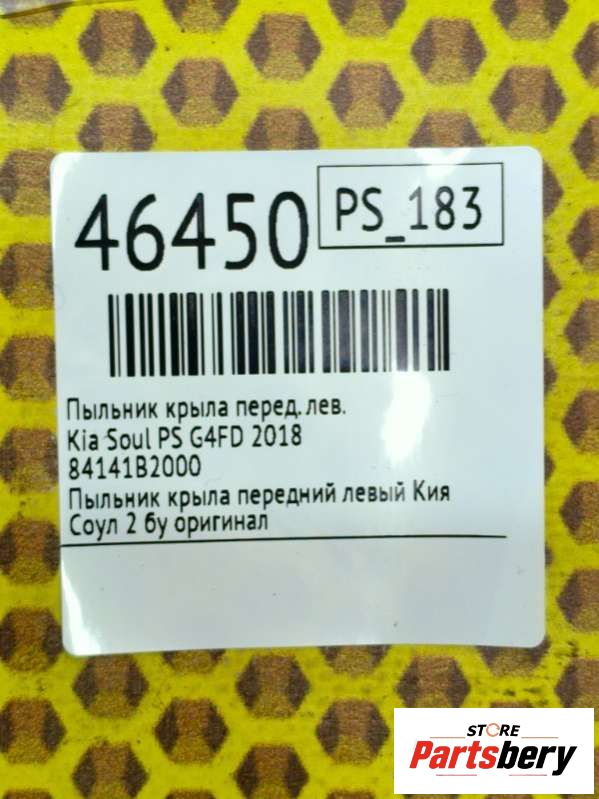 46450
PS_183
Пыльник крыла перед. лев.
Kia Soul PS G4FD 2018
84141B2000
Пыльник крыла передний левый Кия
Соул 2 бу оригинал
STORE
Partsbery